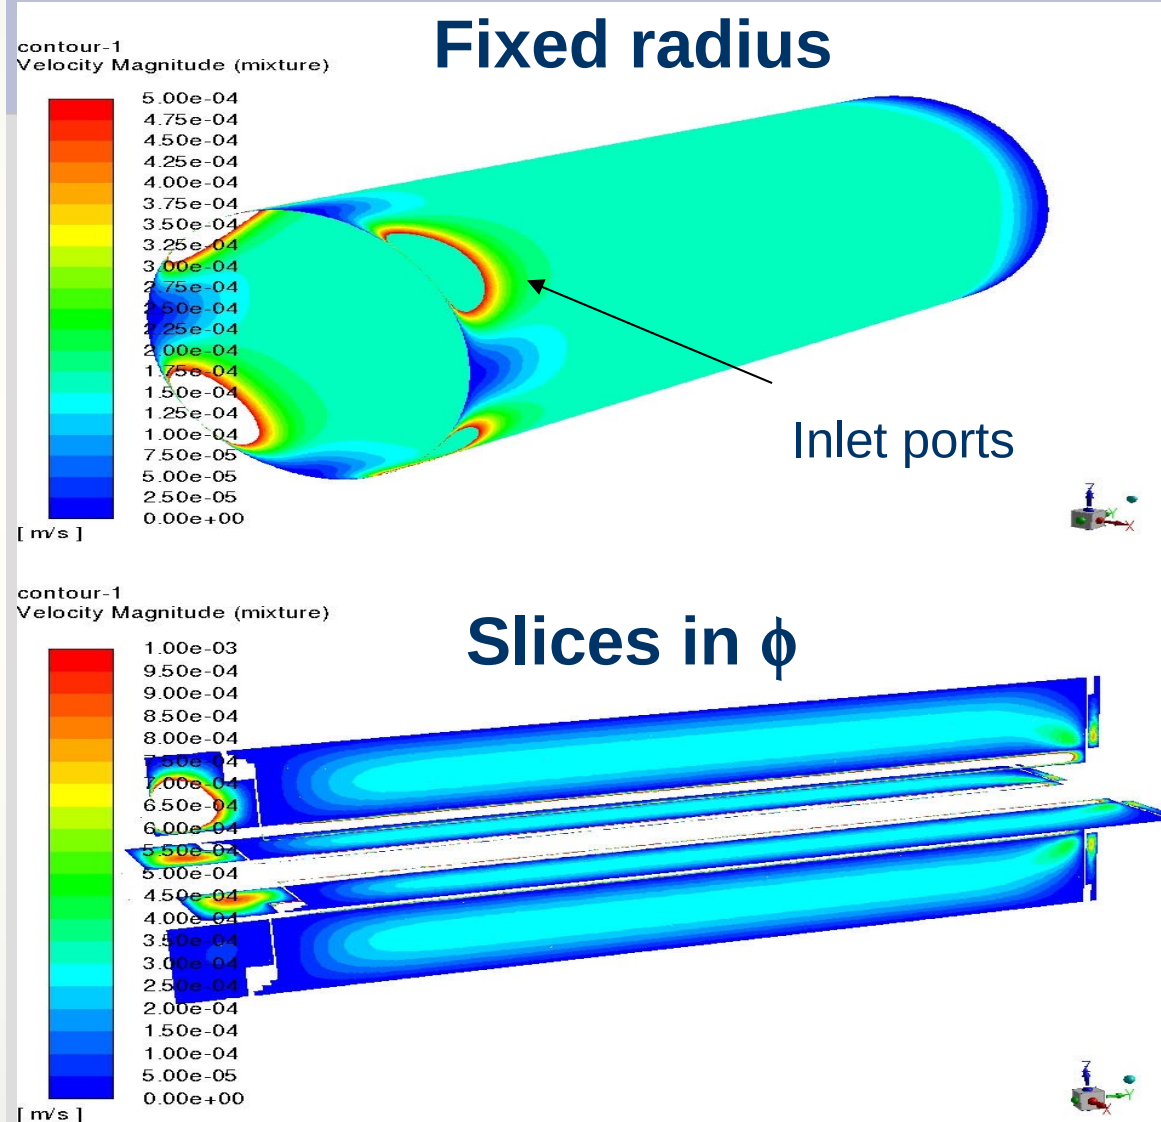 Fixed radius
contour-1
Velocity Magnitude (mixture)
5.00e-04
4.75e-04
4.50e-04
4.25e-04
4.00e-04
3.75e-04
3.50e-04
3.25e-04
3.00e-04
2.75e-04
2.50e-04
2.25e-04
2.00e-04
1.75e-04
1.50e-04
1.25e-04
1.00e-04
7.50e-05
5.00e-05
2.50e-05
0.00e+00
[ m/s ]
Inlet ports
Z
Y
X
contour-1
Velocity Magnitude (mixture)
Slices in ϕ
1.00e-03
9.50e-04
9.00e-04
8.50e-04
8.00e-04
7.50e-04
7.00e-04
6.50e-04
6.00e-04
5.50e-04
5.00e-04
4.50e-04
4.00e-04
3.50e-04
3.00e-04
2.50e-04
2.00e-04
1.50e-04
1.00e-04
5.00e-05
0.00e+00
[ m/s ]
Z
Y
X